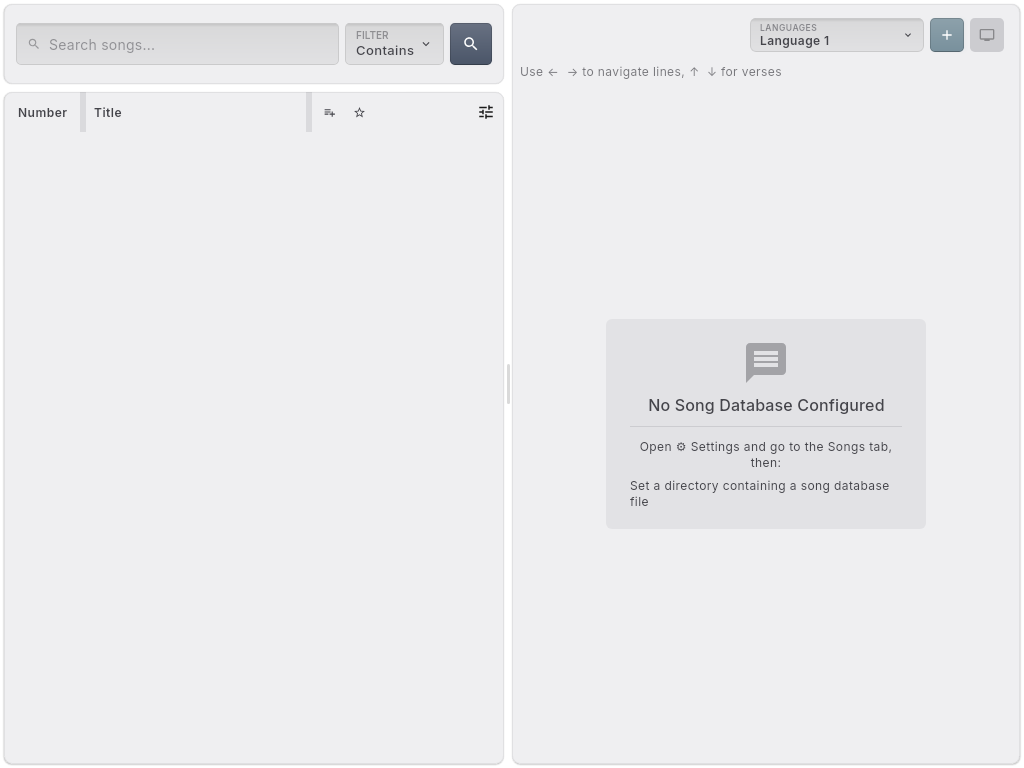 Search songs...
FILTER
Contains
Number
Title
LANGUAGES
Language 1
Use ← → to navigate lines, ↑ ↓ for verses
No Song Database Configured
Open ⚙ Settings and go to the Songs tab,
then:
Set a directory containing a song database
file